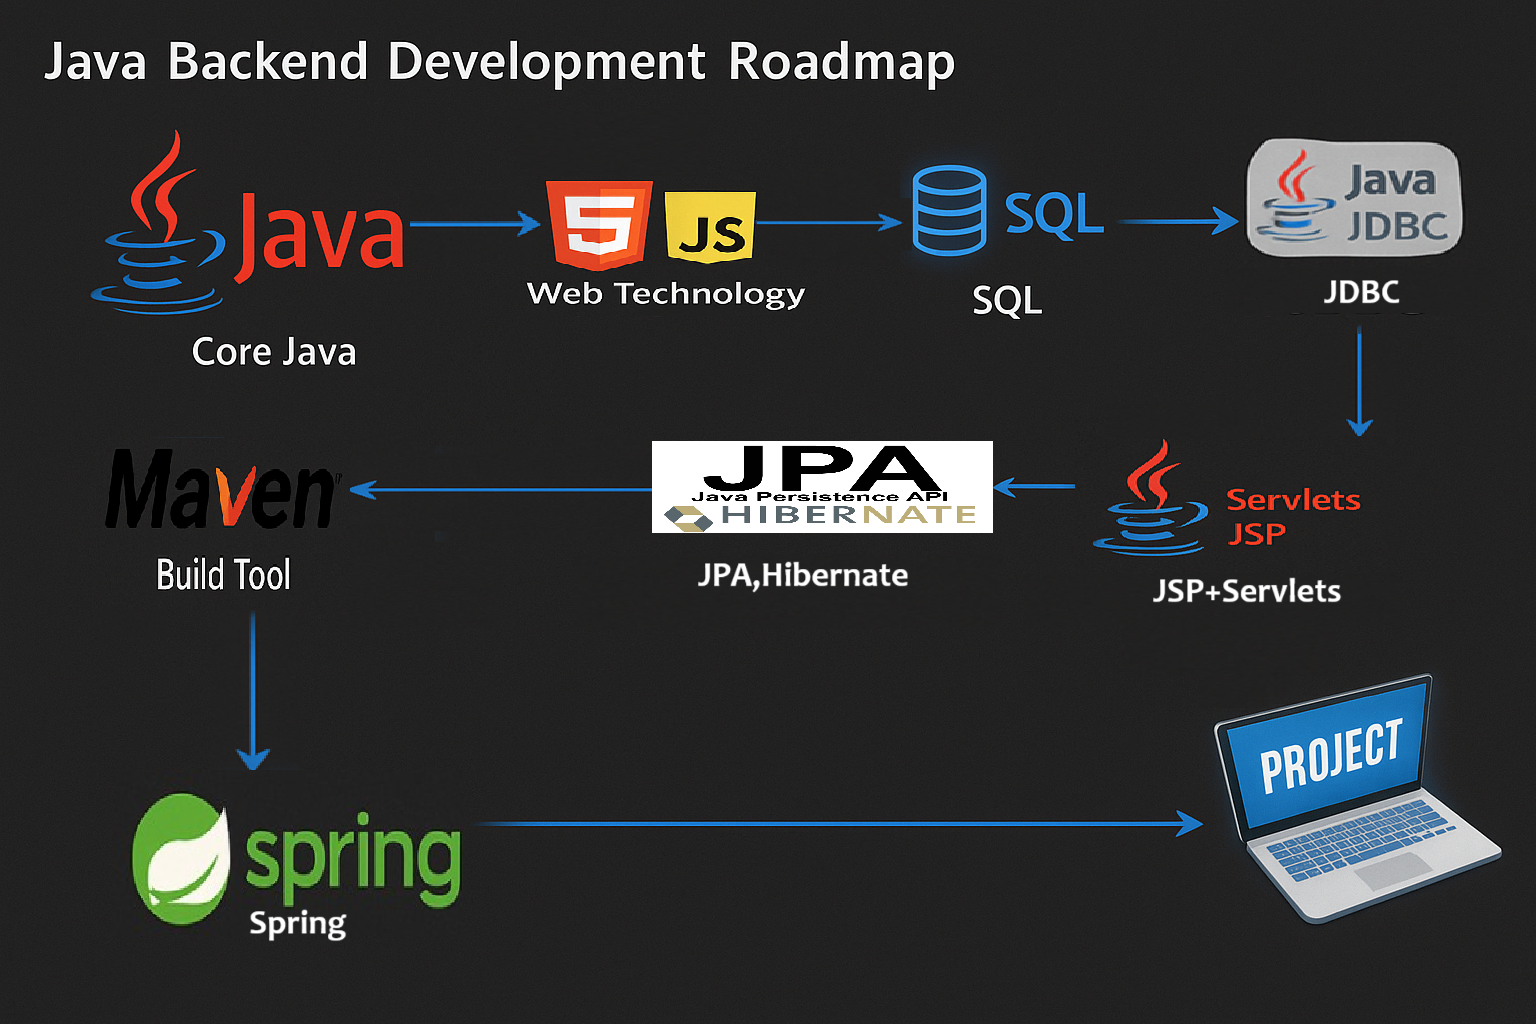 Java Backend Development Roadmap
Java
Core Java
5
JS
Web Technology
SQL
SQL
Java
JDBC
JDBC
Servlets
JSP
JSP+Servlets
JPA
Java Persistence API
HIBERNATE
JPA,Hibernate
Maven
Build Tool
spring
Spring
PROJECT